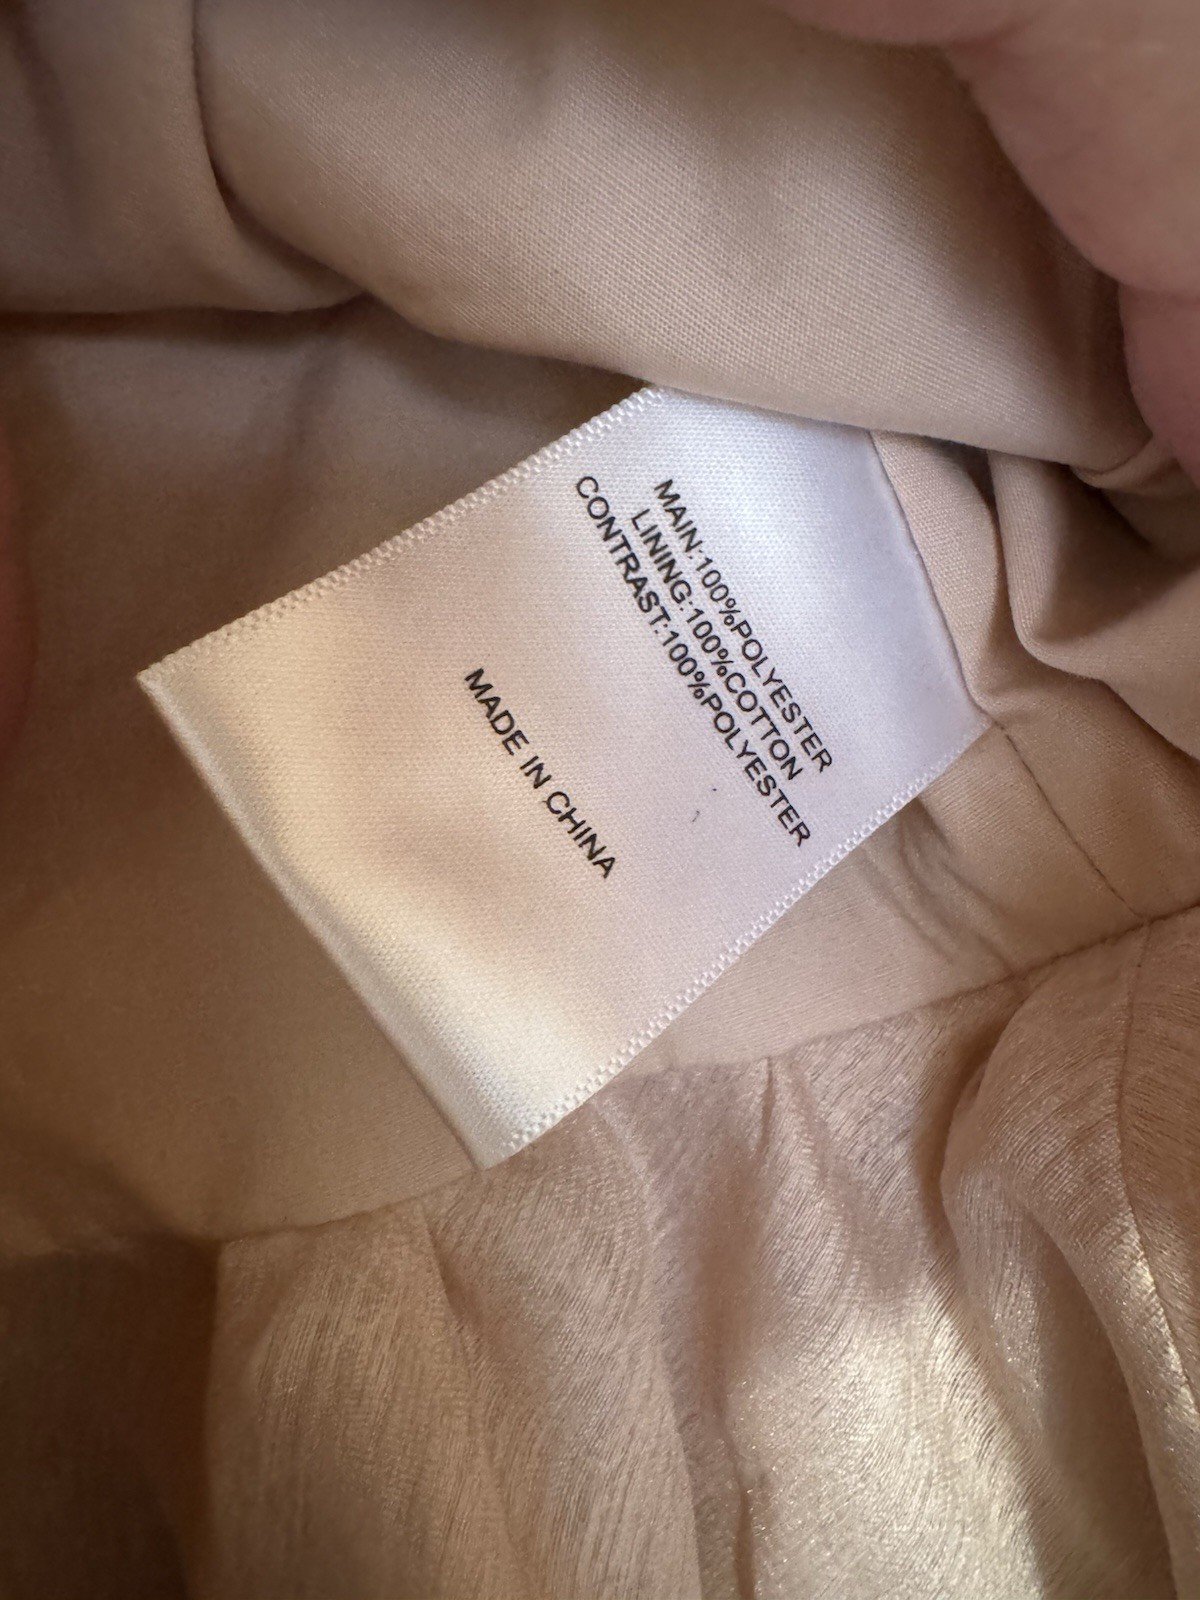 MAIN:100%POLYESTER
LINING:100%COTTON
CONTRAST:100%POLYESTER
MADE IN CHINA